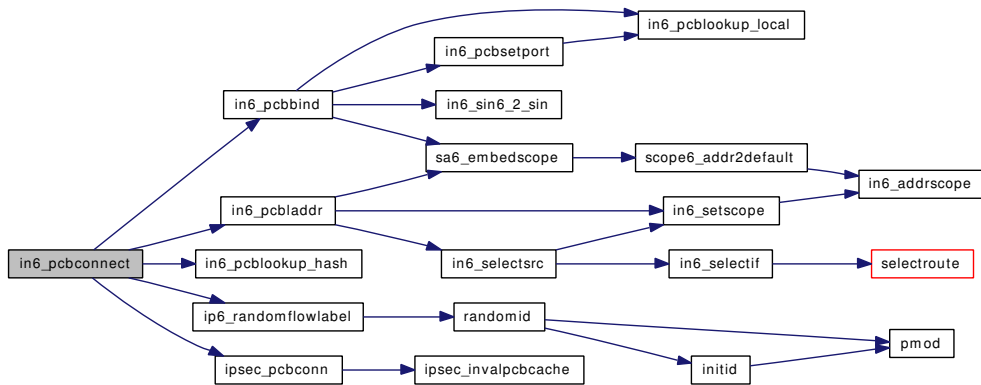 in6_pcblookup_local
in6_pcbsetport
in6_pcbbind
in6_sin6_2_sin
sa6_embedscope
scope6_addr2default
in6_addrscope
in6_pcbladdr
in6_setscope
in6_pcbconnect
in6_pcblookup_hash
in6_selectsrc
in6_selectif
selectroute
ip6_randomflowlabel
randomid
pmod
ipsec_pcbconn
ipsec_invalpcbcache
initid